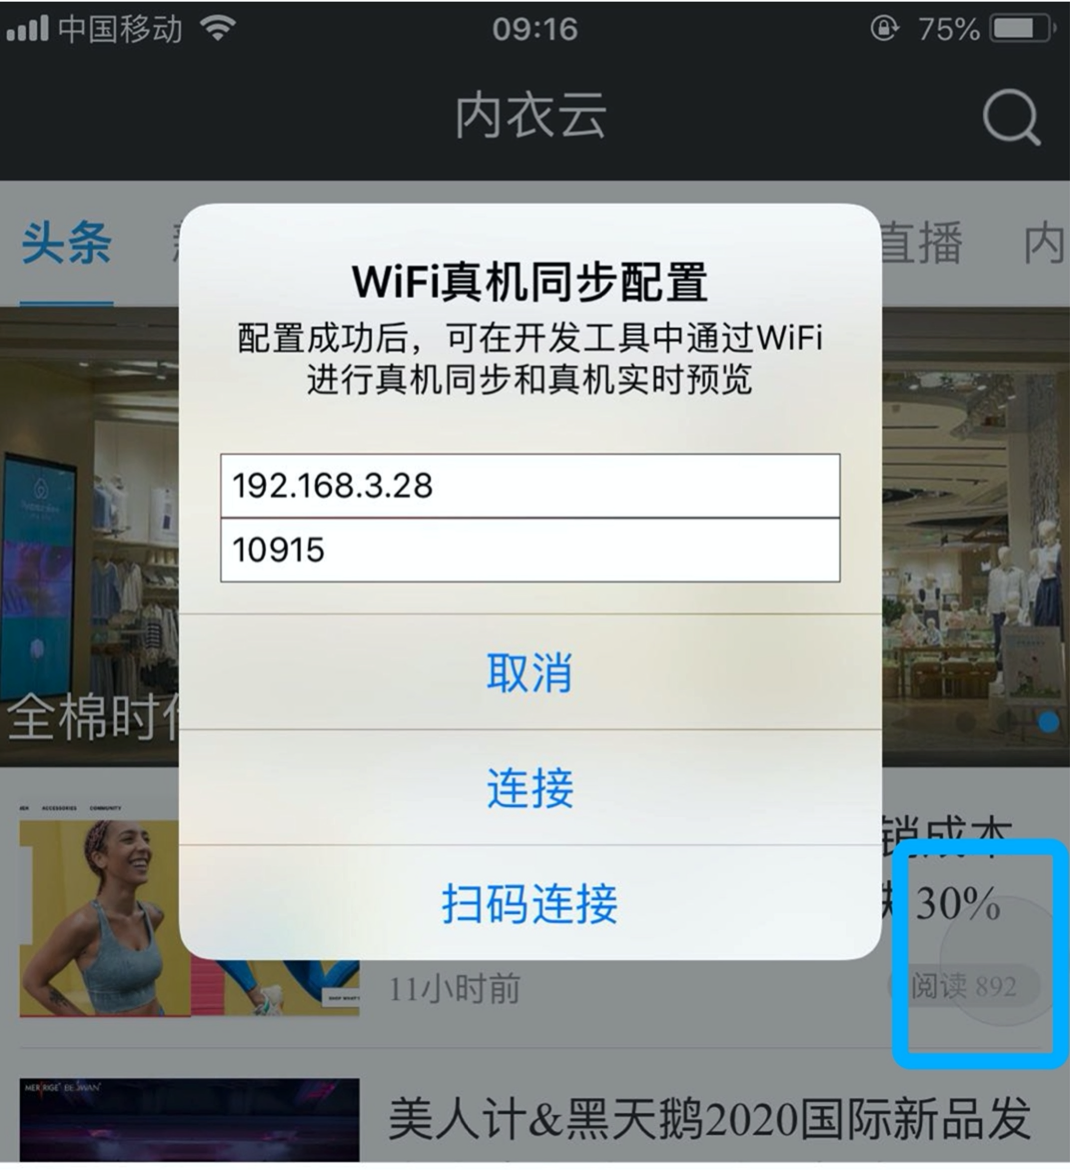 中国移动
09:16
75%
内衣云
头条
直播
内
WiFi真机同步配置
配置成功后，可在开发工具中通过WiFi
进行真机同步和真机实时预览
192.168.3.28
10915
取消
全棉时
连接
ACCESSORIES COMMUNITY
销成本
扫码连接
30%
11小时前
阅读 892
美人计&黑天鹅2020国际新品发